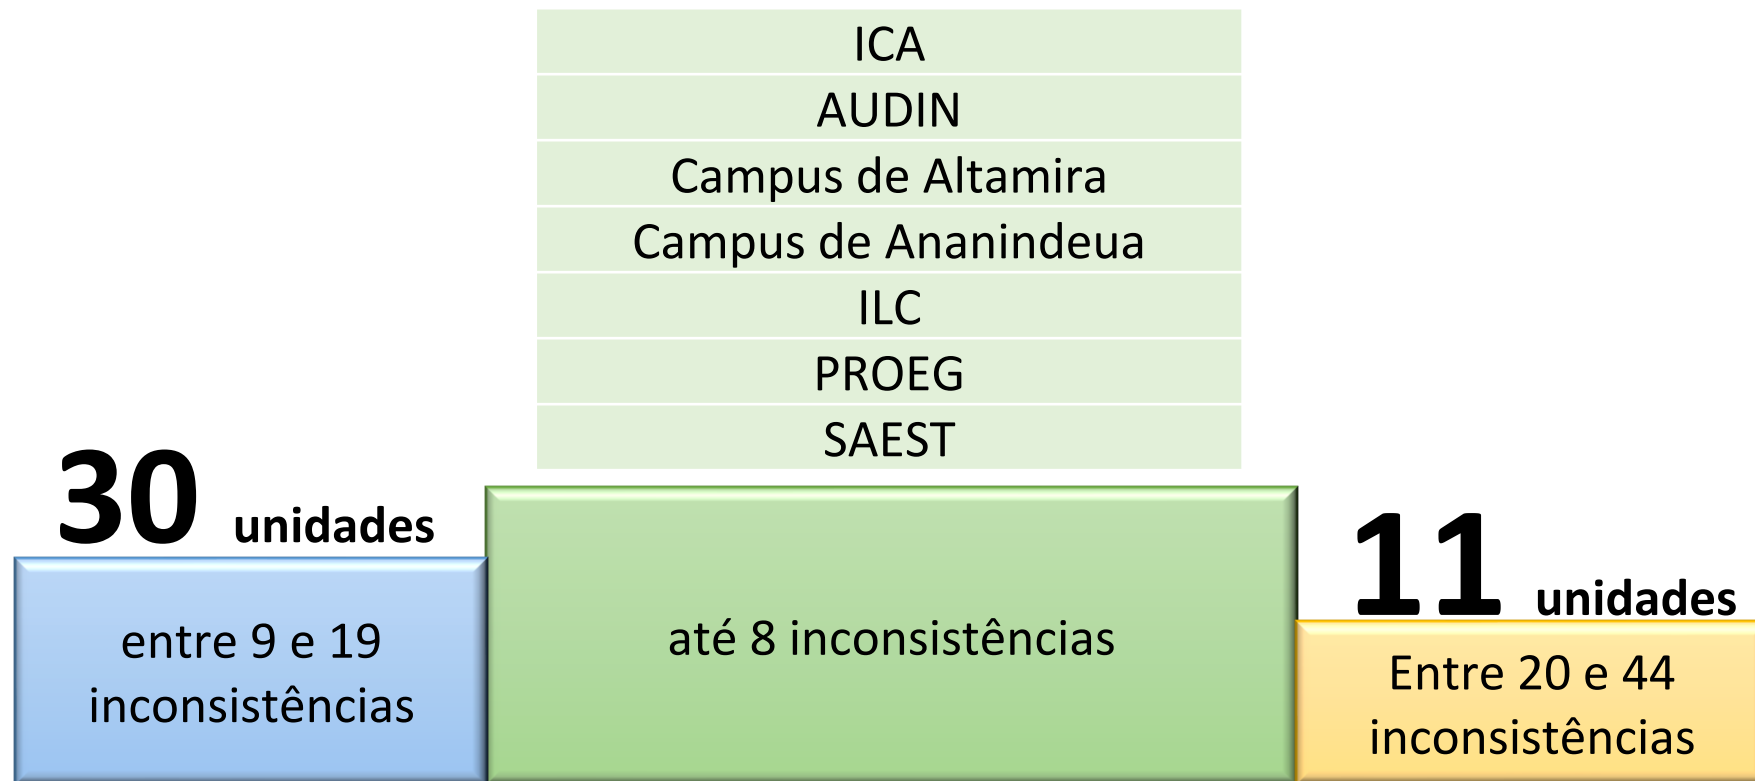 ICA
AUDIN
Campus de Altamira
Campus de Ananindeua
ILC
PROEG
SAEST
30 unidades
entre 9 e 19
inconsistências
até 8 inconsistências
11 unidades
Entre 20 e 44
inconsistências